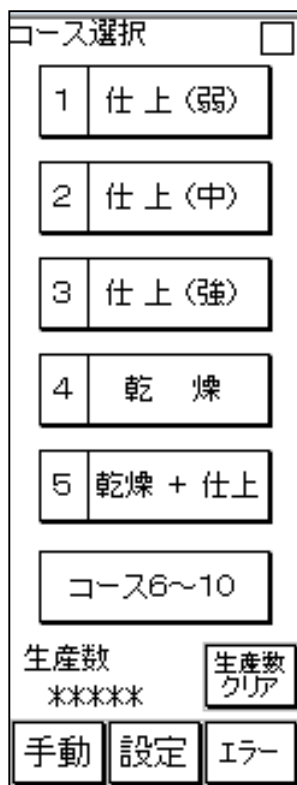 コース選択
1 仕上(弱)
2 仕上(中)
3 仕上(強)
4 乾 燥
5 乾燥 + 仕上
コース6～10
生産数
*****
生産数
クリア
手動 設定 エラー